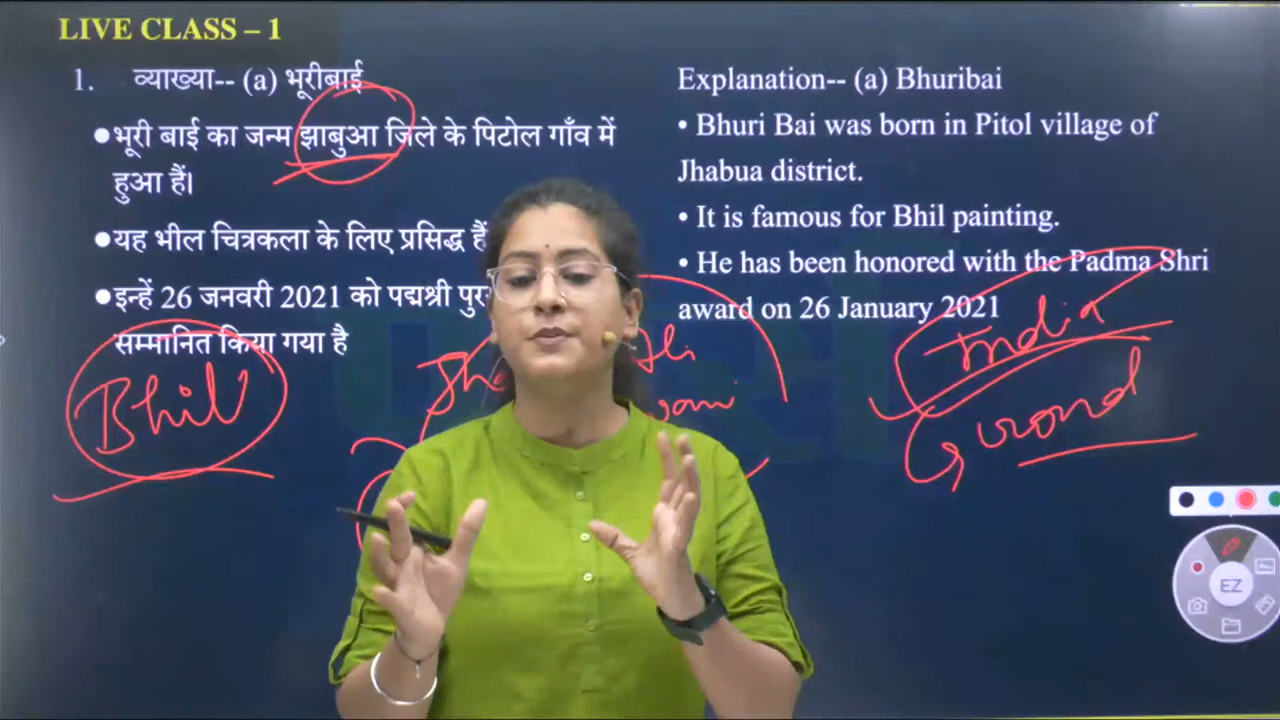 LIVE CLASS – 1
1. व्याख्या-- (a) भूरीबाई
●भूरी बाई का जन्म झाबुआ जिले के पिटोल गाँव में
हुआ हैं।
●यह भील चित्रकला के लिए प्रसिद्ध हैं
●इन्हें 26 जनवरी 2021 को पद्मश्री
सम्मानित किया गया है
Bhil
Explanation-- (a) Bhuribai
• Bhuri Bai was born in Pitol village of
Jhabua district.
• It is famous for Bhil painting.
• He has been honored with the Padma Shri
award on 26 January 2021
India
EZ